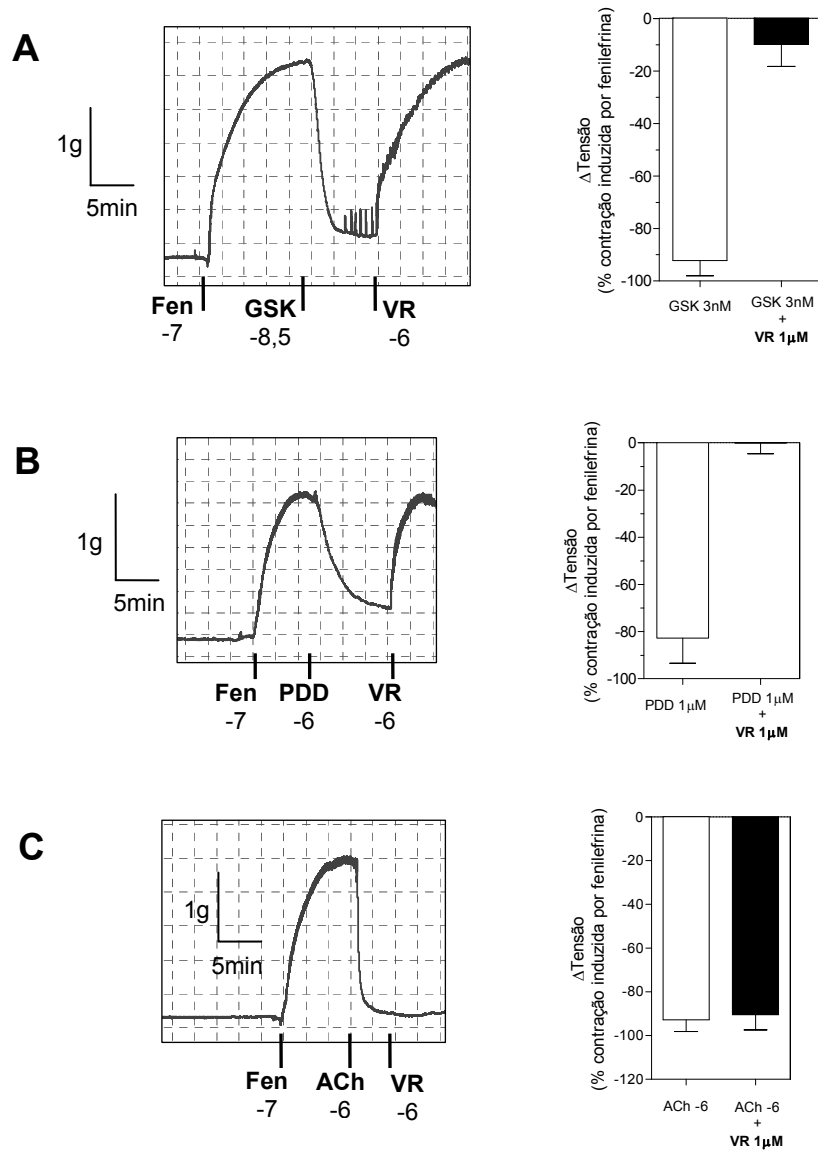 A
1g
5min
Fen GSK VR
-7 -8,5 -6
ΔTensão
(% contração induzida por fenilefrina)
0
-20
-40
-60
-80
-100
GSK 3nM GSK 3nM
+
VR 1µM
B
1g
5min
Fen PDD VR
-7 -6 -6
ΔTensão
(% contração induzida por fenilefrina)
0
-20
-40
-60
-80
-100
PDD 1µM PDD 1µM
+
VR 1µM
C
1g
5min
Fen ACh VR
-7 -6 -6
ΔTensão
(% contração induzida por fenilefrina)
0
-20
-40
-60
-80
-100
-120
ACh -6 ACh -6
+
VR 1µM